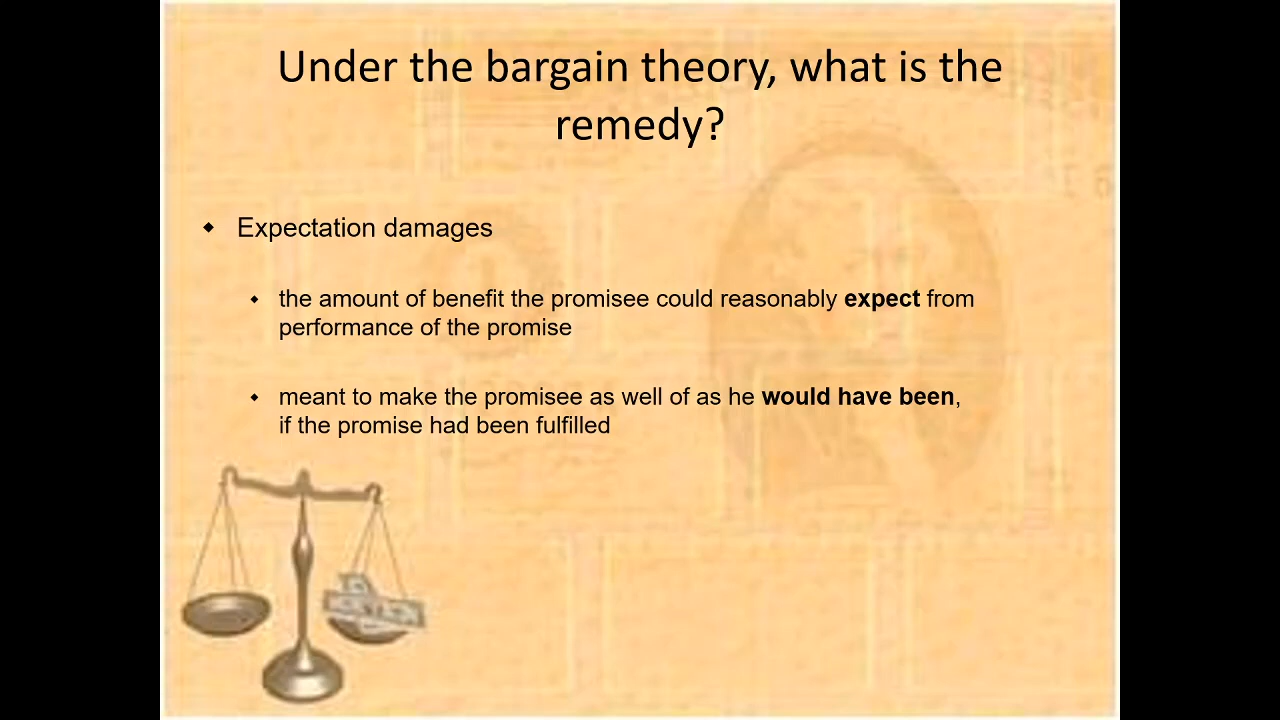 Under the bargain theory, what is the
remedy?
Expectation damages
the amount of benefit the promisee could reasonably expect from
performance of the promise
meant to make the promisee as well of as he would have been,
if the promise had been fulfilled